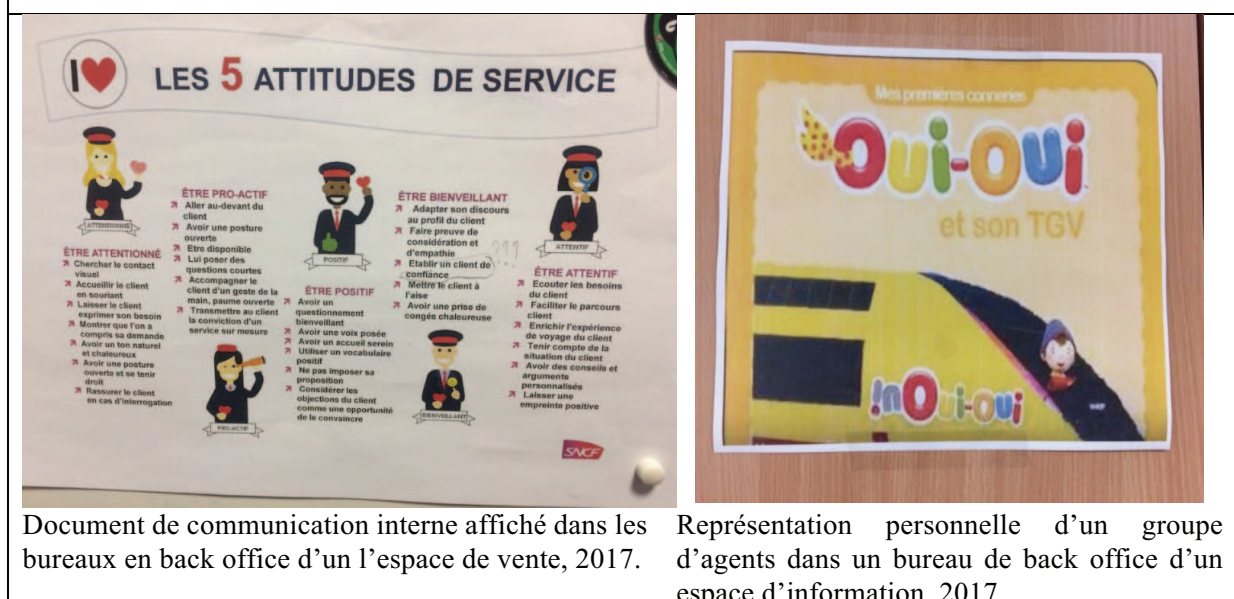 I
LES 5 ATTITUDES DE SERVICE
ATTENTIONNÉ
ÊTRE ATTENTIONNÉ
Chercher le contact
visuel
Accueillir le client
en souriant
Laisser le client
exprimer son besoin
Montrer que l'on a
compris sa demande
Avoir un ton naturel
et chaleureux
Avoir une posture
ouverte et se tenir
droit
Rassurer le client
en cas d'interrogation
ÊTRE PRO-ACTIF
Aller au-devant du
client
Avoir une posture
ouverte
Etre disponible
Lui poser des
questions courtes
Accompagner le
client d'un geste de la
main, paume ouverte
Transmettre au client
la conviction d'un
service sur mesure
PRO-ACTIF
POSITIF
ÊTRE POSITIF
Avoir un
questionnement
bienveillant
Avoir une voix posée
Avoir un accueil serein
Utiliser un vocabulaire
positif
Ne pas imposer sa
proposition
Considérer les
objections du client
comme une opportunité
de le convaincre
ÊTRE BIENVEILLANT
Adapter son discours
au profil du client
Faire preuve de
considération et
d'empathie
Etablir un client de
confiance
???
Mettre le client à
l'aise
Avoir une prise de
congés chaleureuse
BIENVEILLANT
ATTENTIF
ÊTRE ATTENTIF
Ecouter les besoins
du client
Faciliter le parcours
client
Enrichir l'expérience
de voyage du client
Tenir compte de la
situation du client
Avoir des conseils et
arguments
personnalisés
Laisser une
empreinte positive
SNCF
Mes premières conneries
Oui-Oui
et son TGV
inOui-oui
Document de communication interne affiché dans les
bureaux en back office d'un l'espace de vente, 2017.
Représentation personnelle d'un groupe
d'agents dans un bureau de back office d'un
espace d'information, 2017